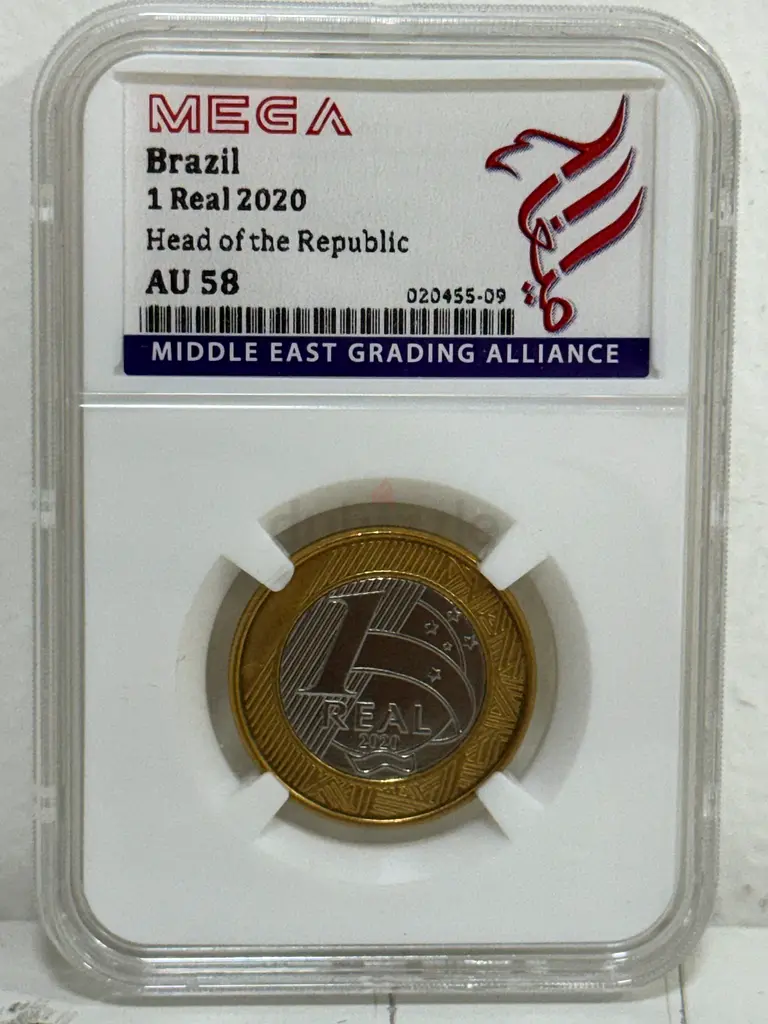 MEGA
Brazil
1 Real 2020
Head of the Republic
AU 58
020455-09
MIDDLE EAST GRADING ALLIANCE
1
REAL
2020